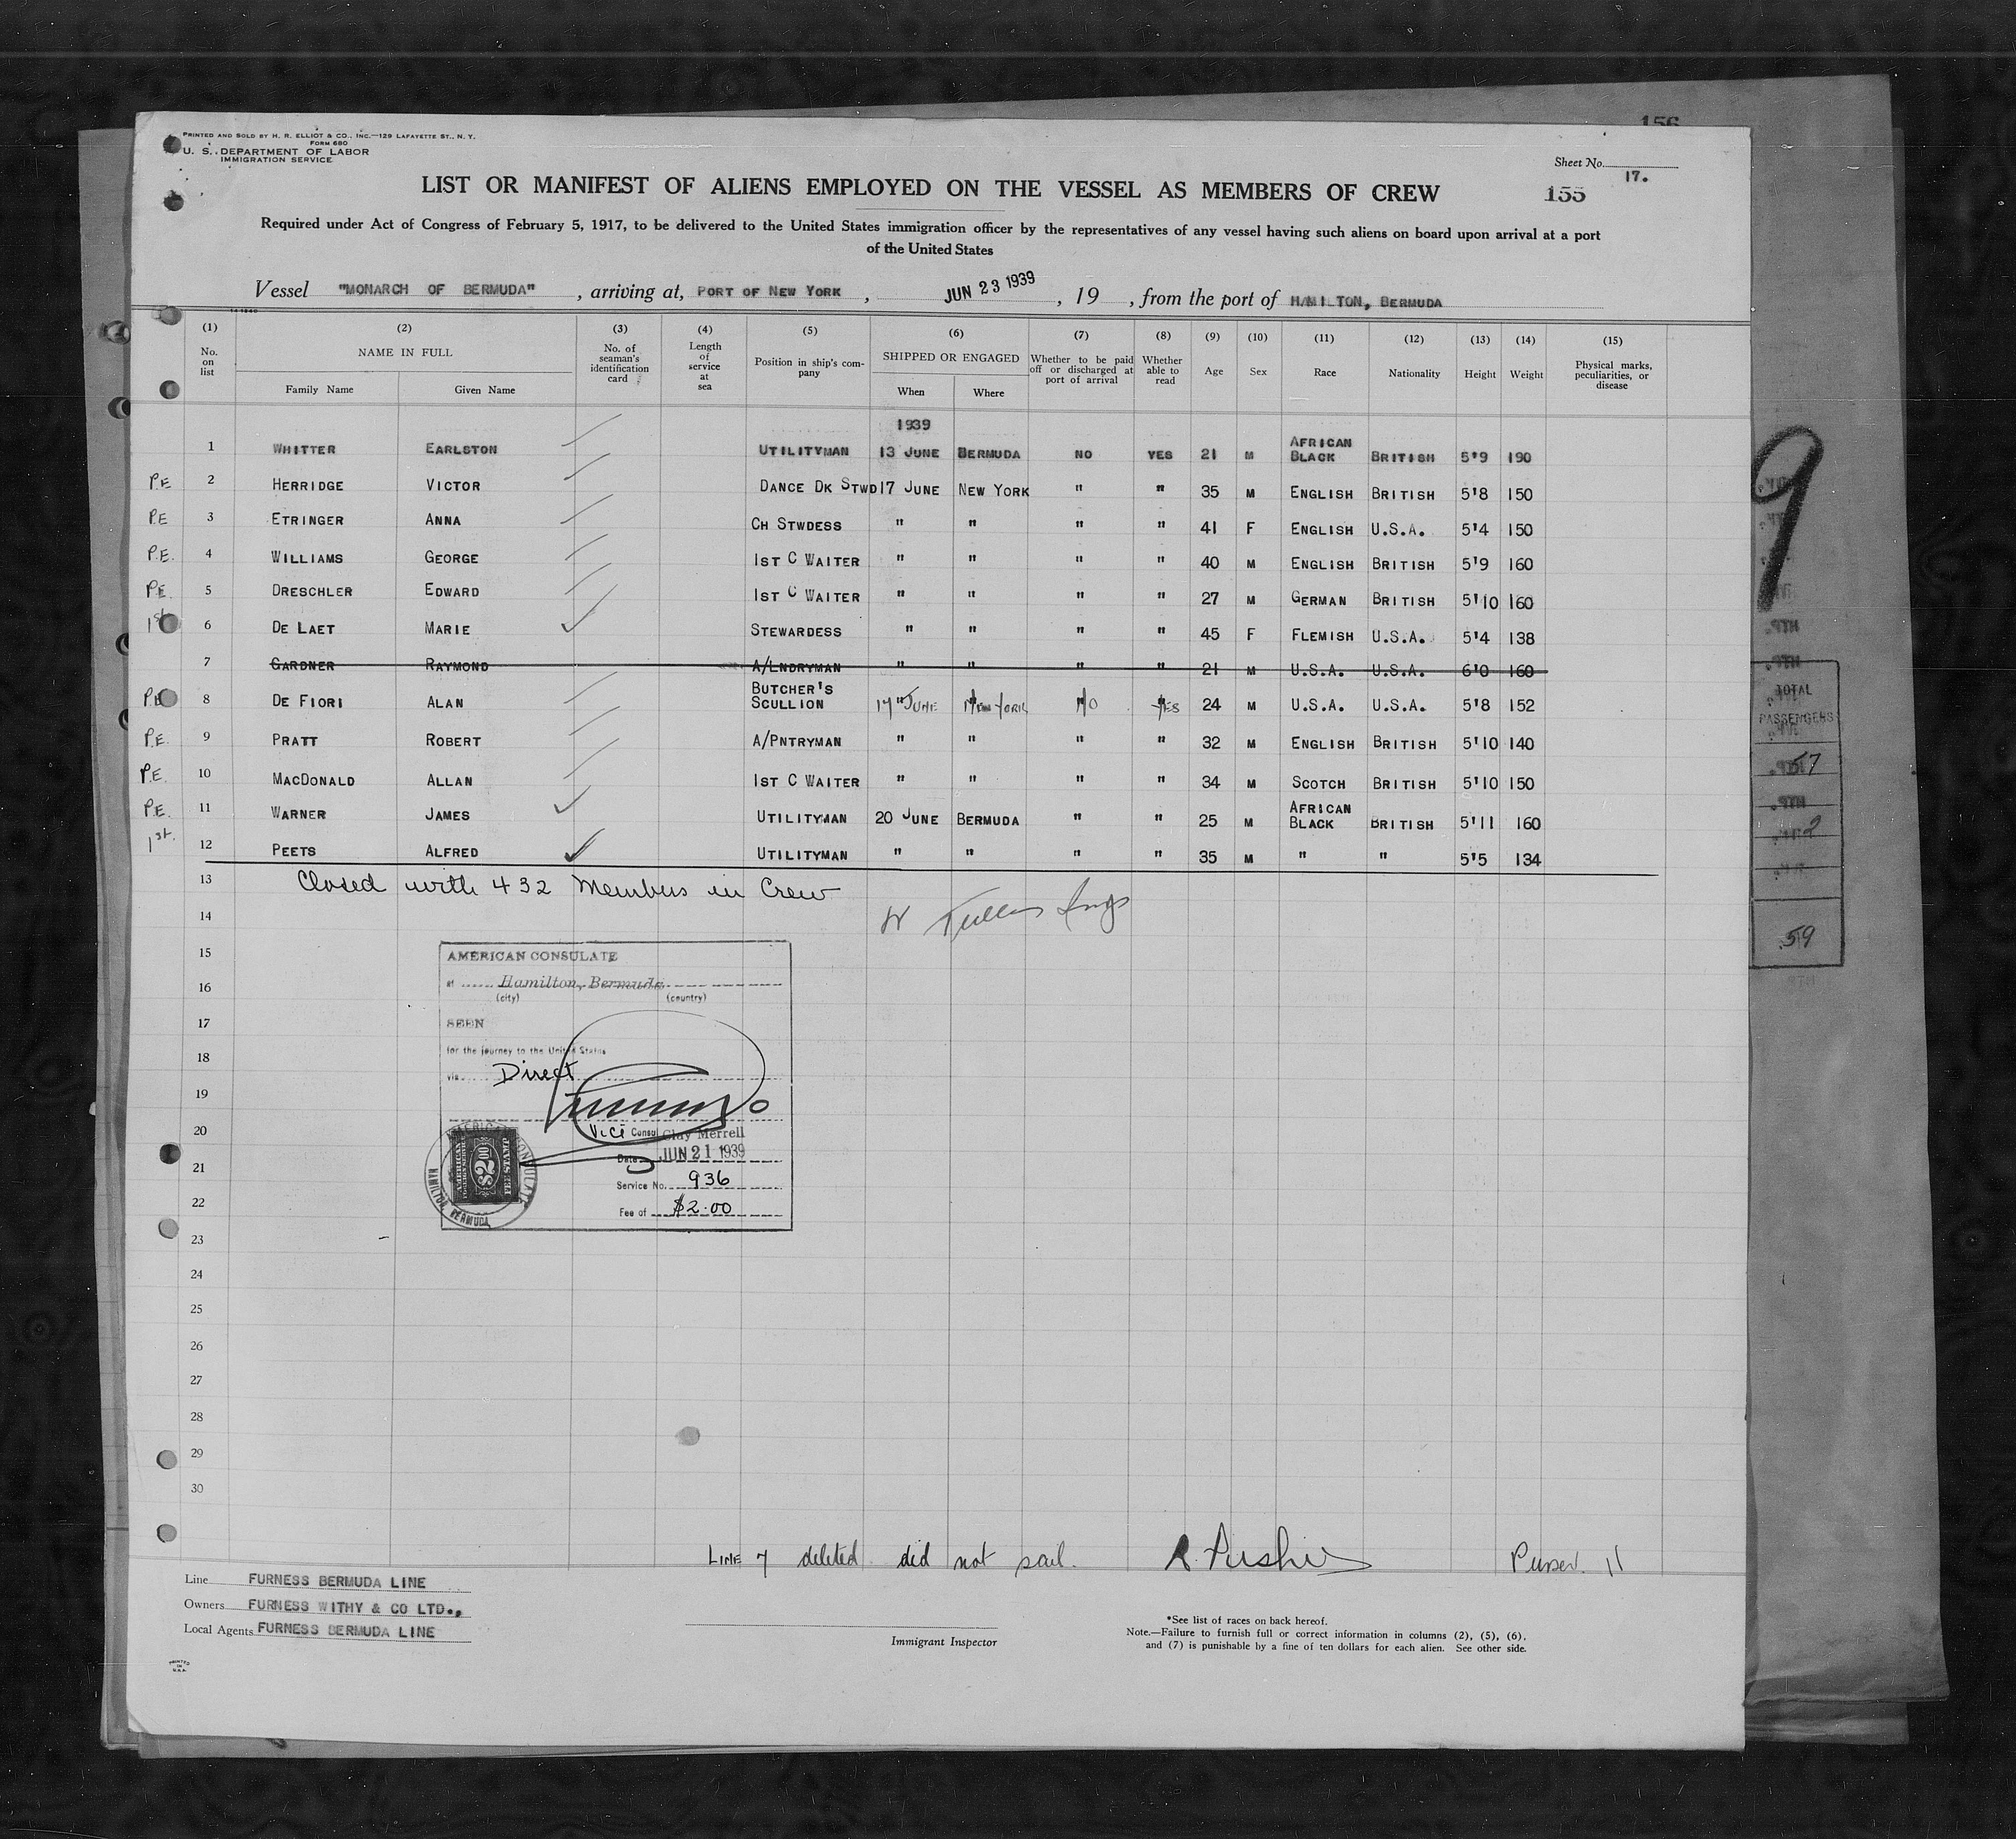 PRINTED AND SOLD BY H. R. ELLIOT & CO., INC.—129 LAFAYETTE ST., N. Y.
FORM 680
U. S. DEPARTMENT OF LABOR
IMMIGRATION SERVICE
156
Sheet No.
17.
155
LIST OR MANIFEST OF ALIENS EMPLOYED ON THE VESSEL AS MEMBERS OF CREW
Required under Act of Congress of February 5, 1917, to be delivered to the United States immigration officer by the representatives of any vessel having such aliens on board upon arrival at a port
of the United States
Vessel "MONARCH OF BERMUDA", arriving at, PORT OF NEW YORK, JUN 23 1939, 19, from the port of HAMILTON, BERMUDA
(1) (2) (3) (4) (5) (6) (7) (8) (9) (10) (11) (12) (13) (14) (15)
No. on list NAME IN FULL No. of seaman's identification card Length of service at sea Position in ship's company SHIPPED OR ENGAGED Whether to be paid off or discharged at port of arrival Whether able to read Age Sex Race Nationality Height Weight Physical marks, peculiarities, or disease
Family Name Given Name When Where
1939
1 WHITTER EARLSTON UTILITYMAN 13 JUNE BERMUDA NO YES 21 M AFRICAN BLACK BRITISH 5'9 190
P.E 2 HERRIDGE VICTOR DANCE DK STWD 17 JUNE NEW YORK " " 35 M ENGLISH BRITISH 5'8 150
P.E 3 ETRINGER ANNA CH STWDESS " " " " 41 F ENGLISH U.S.A. 5'4 150
P.E. 4 WILLIAMS GEORGE 1ST C WAITER " " " " 40 M ENGLISH BRITISH 5'9 160
P.E. 5 DRESCHLER EDWARD 1ST C WAITER " " " " 27 M GERMAN BRITISH 5'10 160
1st 6 DE LAET MARIE STEWARDESS " " " " 45 F FLEMISH U.S.A. 5'4 138
7 GARDNER RAYMOND A/LNDRYMAN " " " " 21 M U.S.A. U.S.A. 6'0 160
P.E 8 DE FIORI ALAN BUTCHER'S SCULLION 17 JUNE NEW YORK NO YES 24 M U.S.A. U.S.A. 5'8 152
P.E. 9 PRATT ROBERT A/PNTRYMAN " " " " 32 M ENGLISH BRITISH 5'10 140
P.E. 10 MACDONALD ALLAN 1ST C WAITER " " " " 34 M SCOTCH BRITISH 5'10 150
P.E. 11 WARNER JAMES UTILITYMAN 20 JUNE BERMUDA " " 25 M AFRICAN BLACK BRITISH 5'11 160
1st. 12 PEETS ALFRED UTILITYMAN " " " " 35 M " " 5'5 134
13 Closed with 432 Members in Crew
14
15
16
17
18
19
20
21
22
23
24
25
26
27
28
29
30
AMERICAN CONSULATE
at Hamilton, Bermuda
(city) (country)
SEEN
for the journey to the United States
via Direct
Vice Consul Clay Merrell
Date JUN 21 1939
Service No. 936
Fee of $2.00
AMERICAN CONSULATE
HAMILTON, BERMUDA
AMERICAN
$2.00
FEE STAMP
9
TOTAL
PASSENGERS
57
2
59
LINE 7 deleted did not sail. Purser
Line FURNESS BERMUDA LINE
Owners FURNESS WITHY & CO LTD.,
Local Agents FURNESS BERMUDA LINE
Immigrant Inspector
*See list of races on back hereof.
Note.—Failure to furnish full or correct information in columns (2), (5), (6),
and (7) is punishable by a fine of ten dollars for each alien. See other side.
PRINTED
IN
U.S.A.